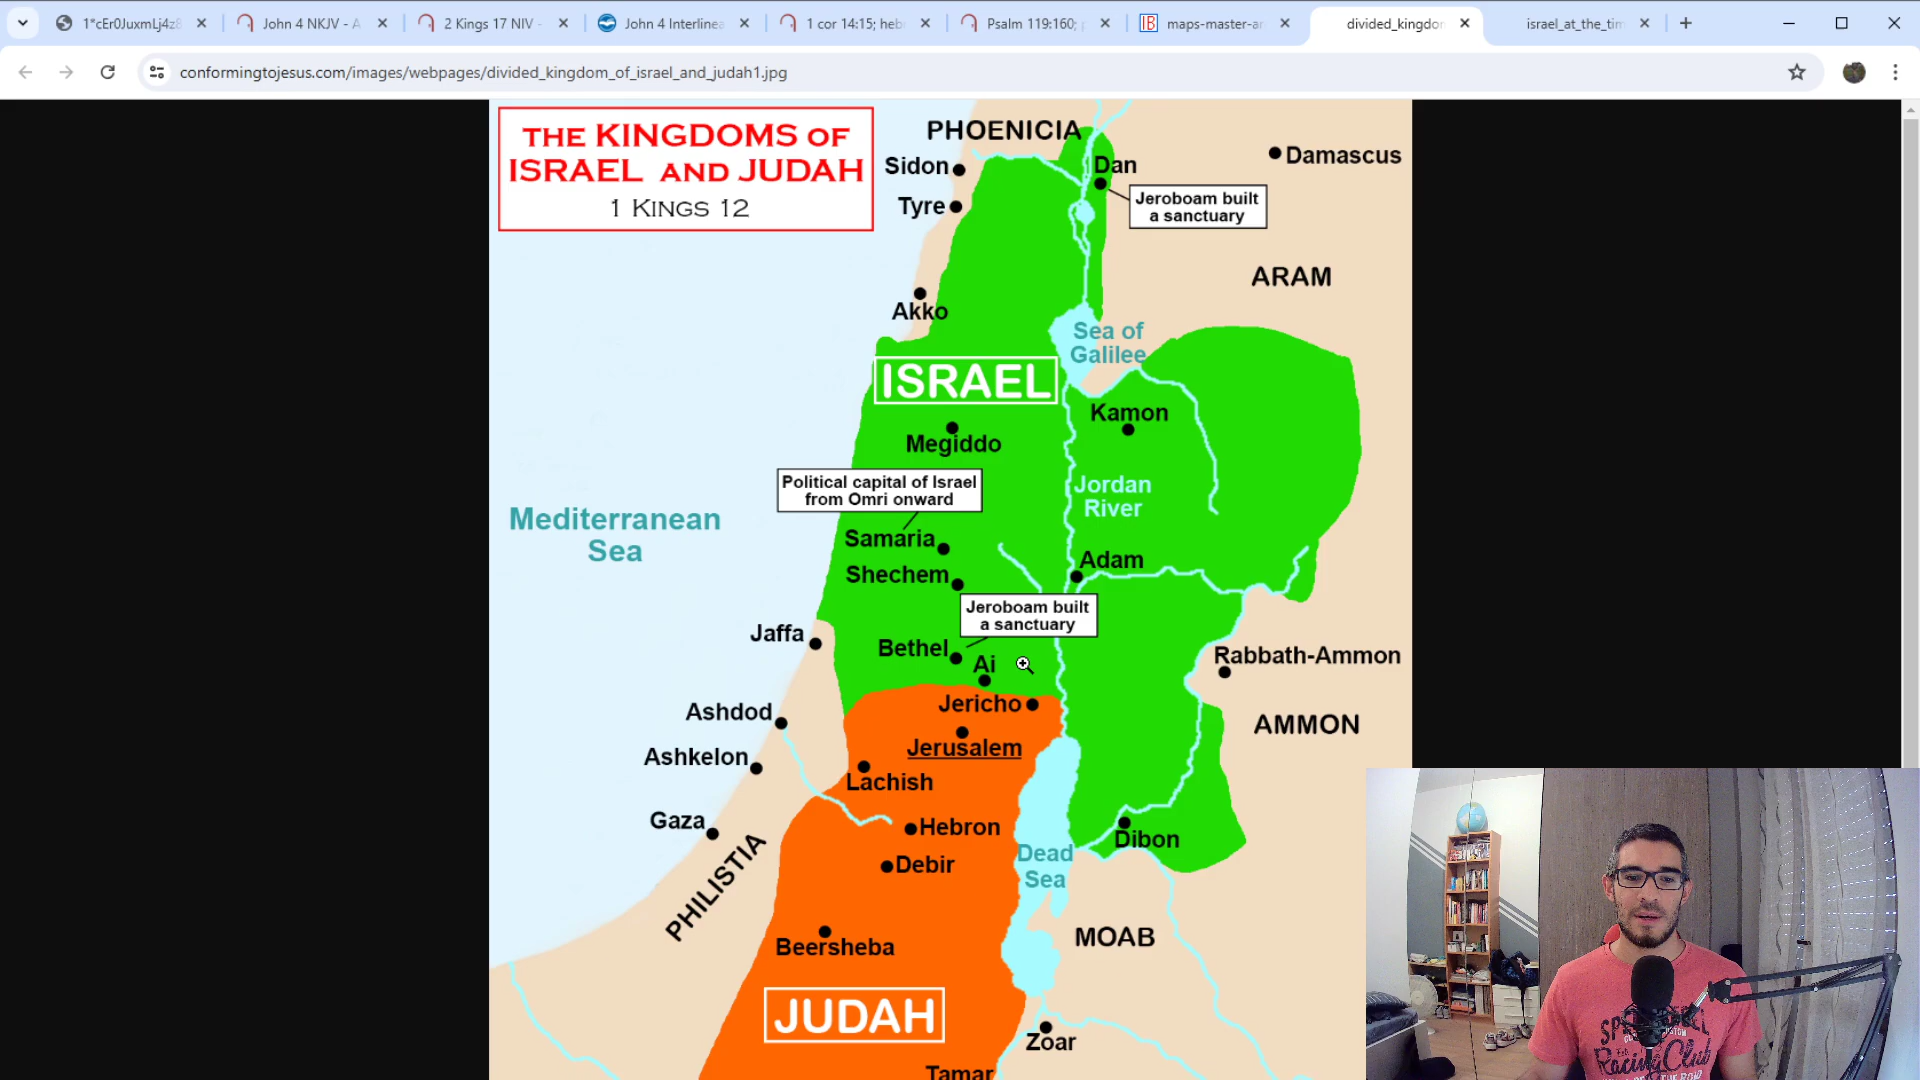 1*cEr0JuxmLj4z8
John 4 NKJV - A
2 Kings 17 NIV -
John 4 Interlinea
1 cor 14:15; heb
Psalm 119:160; p
maps-master-ar
divided_kingdo
israel_at_the_tim
conformingtojesus.com/images/webpages/divided_kingdom_of_israel_and_judah1.jpg
THE KINGDOMS OF
ISRAEL AND JUDAH
1 KINGS 12
PHOENICIA
Sidon
Dan
Damascus
Tyre
Jeroboam built
a sanctuary
ARAM
Akko
Sea of
Galilee
ISRAEL
Kamon
Megiddo
Political capital of Israel
from Omri onward
Jordan
River
Mediterranean
Sea
Samaria
Adam
Shechem
Jeroboam built
a sanctuary
Jaffa
Bethel
Ai
Rabbath-Ammon
Jericho
Ashdod
AMMON
Jerusalem
Ashkelon
Lachish
Gaza
Hebron
Dibon
PHILISTIA
Debir
Dead
Sea
Beersheba
MOAB
JUDAH
Zoar
Tamar
Racing Club